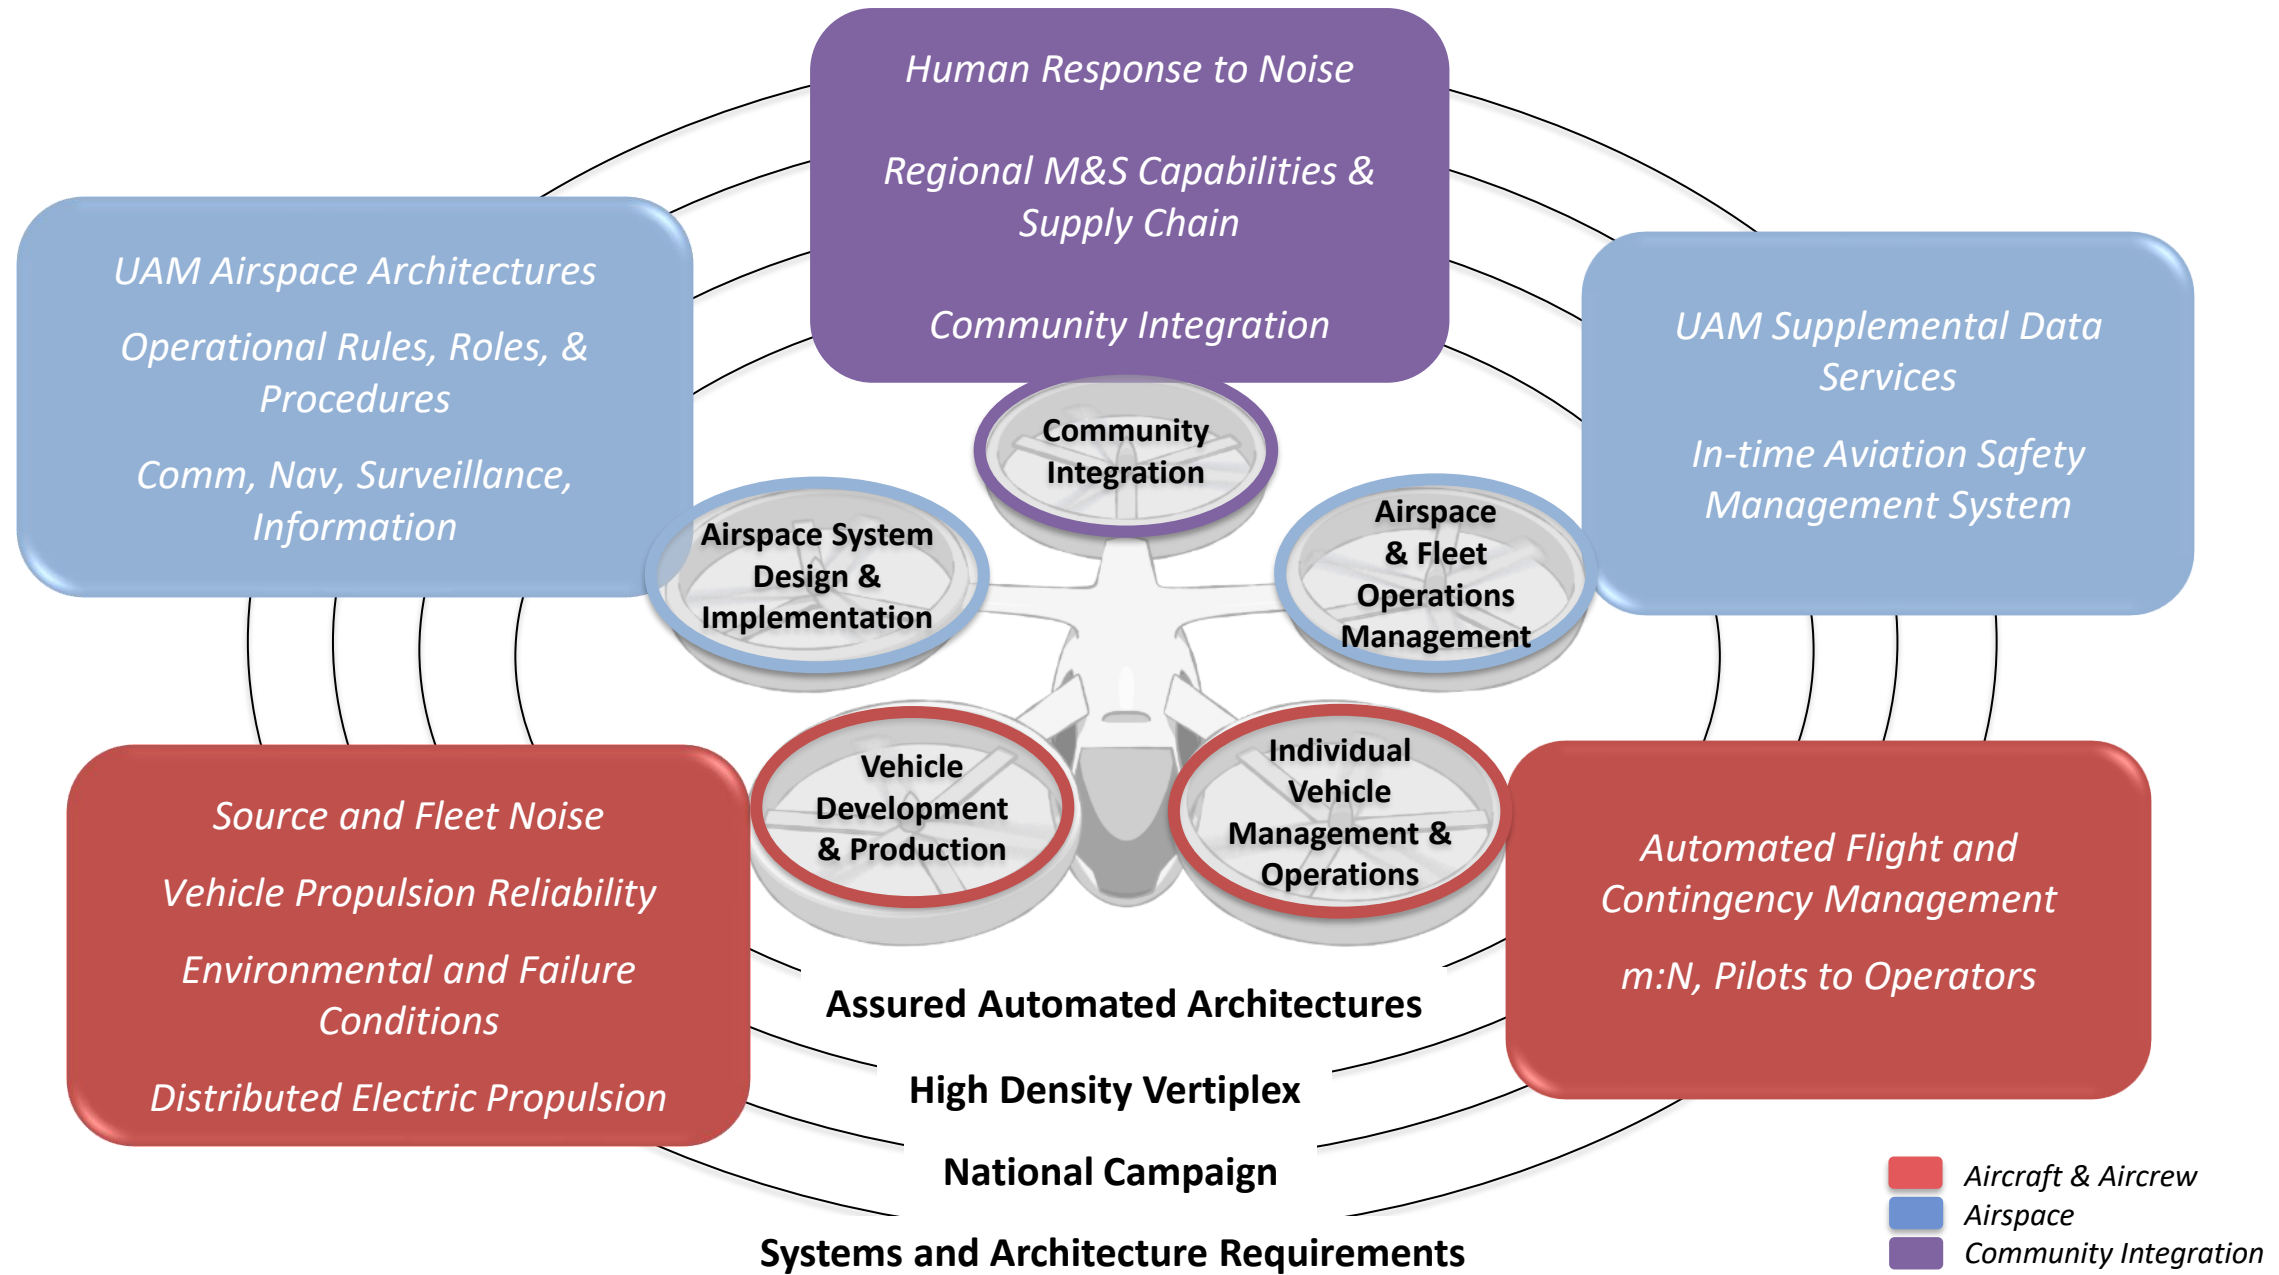 Human Response to Noise
Regional M&S Capabilities &
Supply Chain
Community Integration
UAM Airspace Architectures
Operational Rules, Roles, &
Procedures
Comm, Nav, Surveillance,
Information
UAM Supplemental Data
Services
In-time Aviation Safety
Management System
Community
Integration
Airspace System
Design &
Implementation
Airspace
& Fleet
Operations
Management
Vehicle
Development
& Production
Individual
Vehicle
Management &
Operations
Source and Fleet Noise
Vehicle Propulsion Reliability
Environmental and Failure
Conditions
Distributed Electric Propulsion
Automated Flight and
Contingency Management
m:N, Pilots to Operators
Assured Automated Architectures
High Density Vertiplex
National Campaign
Systems and Architecture Requirements
Aircraft & Aircrew
Airspace
Community Integration